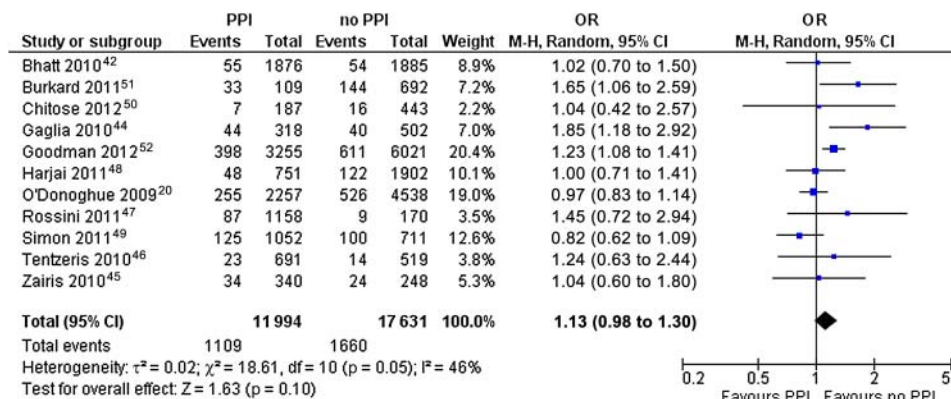 PPI no PPI OR OR
Study or subgroup Events Total Events Total Weight M-H, Random, 95% CI M-H, Random, 95% CI
Bhatt 2010⁴² 55 1876 54 1885 8.9% 1.02 (0.70 to 1.50)
Burkard 2011⁵¹ 33 109 144 692 7.2% 1.65 (1.06 to 2.59)
Chitose 2011⁵⁰ 7 187 16 443 2.2% 1.04 (0.42 to 2.57)
Gaglia 2010⁴⁴ 44 318 40 502 7.0% 1.85 (1.18 to 2.92)
Goodman 2012⁵² 398 3255 611 6021 20.4% 1.23 (1.08 to 1.41)
Harjai 2011⁴⁸ 48 751 122 1902 10.1% 1.00 (0.71 to 1.41)
O'Donoghue 2009²⁰ 255 2257 526 4538 19.0% 0.97 (0.83 to 1.14)
Rossini 2011⁴⁷ 87 1158 9 170 3.5% 1.45 (0.72 to 2.94)
Simon 2011⁴⁹ 125 1052 100 711 12.6% 0.82 (0.62 to 1.09)
Tentzeris 2010⁴⁶ 23 691 14 519 3.8% 1.24 (0.63 to 2.44)
Zairis 2010⁴⁵ 34 340 24 248 5.3% 1.04 (0.60 to 1.80)
Total (95% CI) 11 994 17 631 100.0% 1.13 (0.98 to 1.30)
Total events 1109 1660
Heterogeneity: τ² = 0.02; χ² = 18.61, df = 10 (p = 0.05); I² = 46%
Test for overall effect: Z = 1.63 (p = 0.10)
0.2 0.5 1 2 5
Favours PPI Favours no PPI